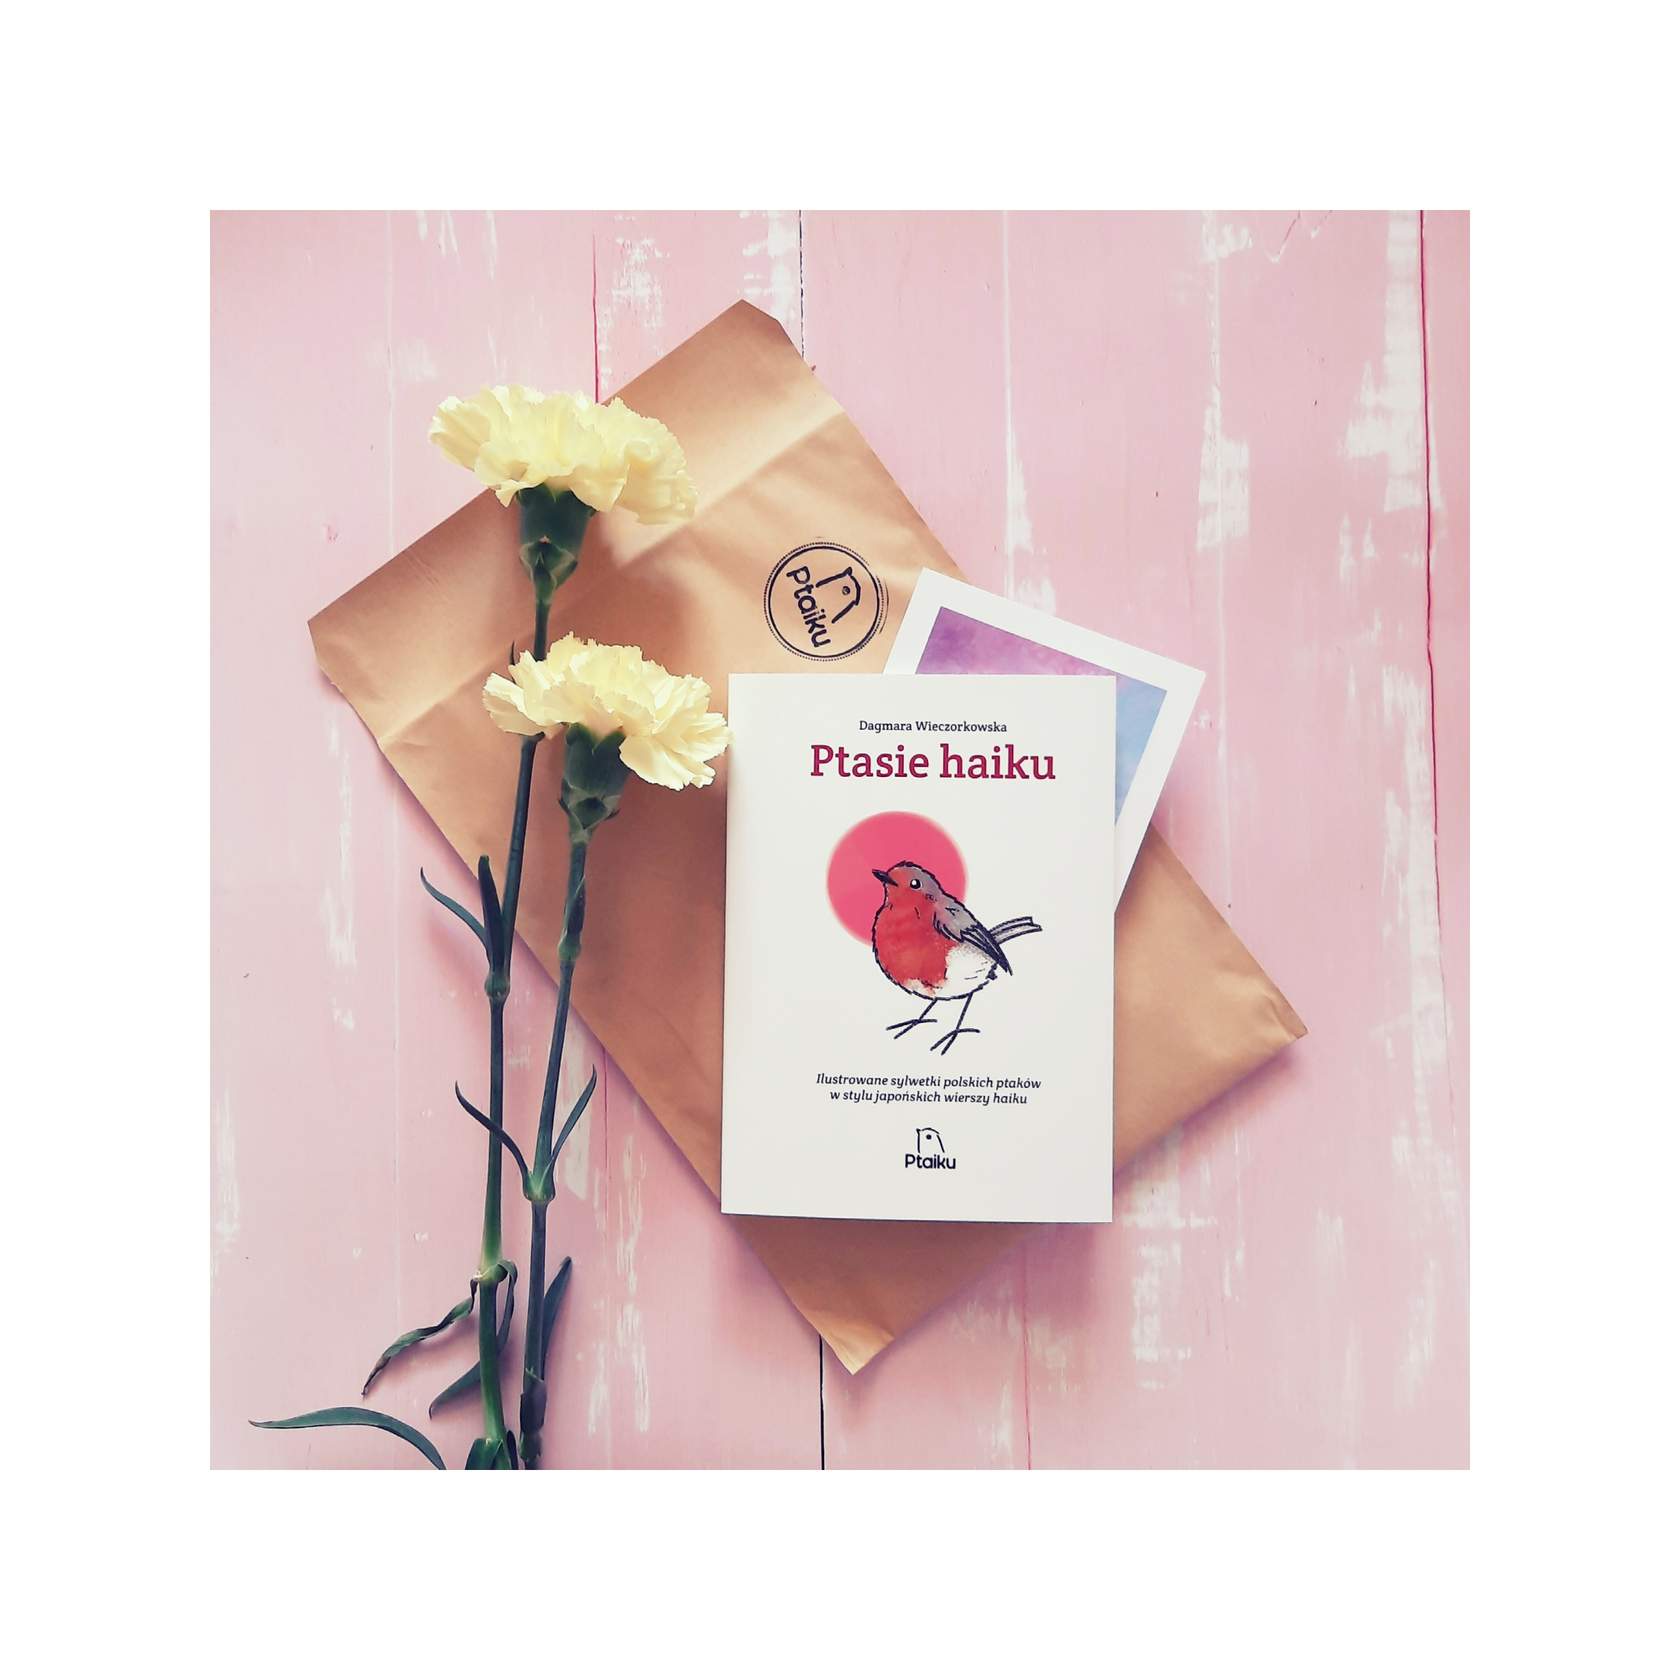 Ptaiku
Dagmara Wieczorkowska
Ptasie haiku
Ilustrowane sylwetki polskich ptaków
w stylu japońskich wierszy haiku
Ptaiku